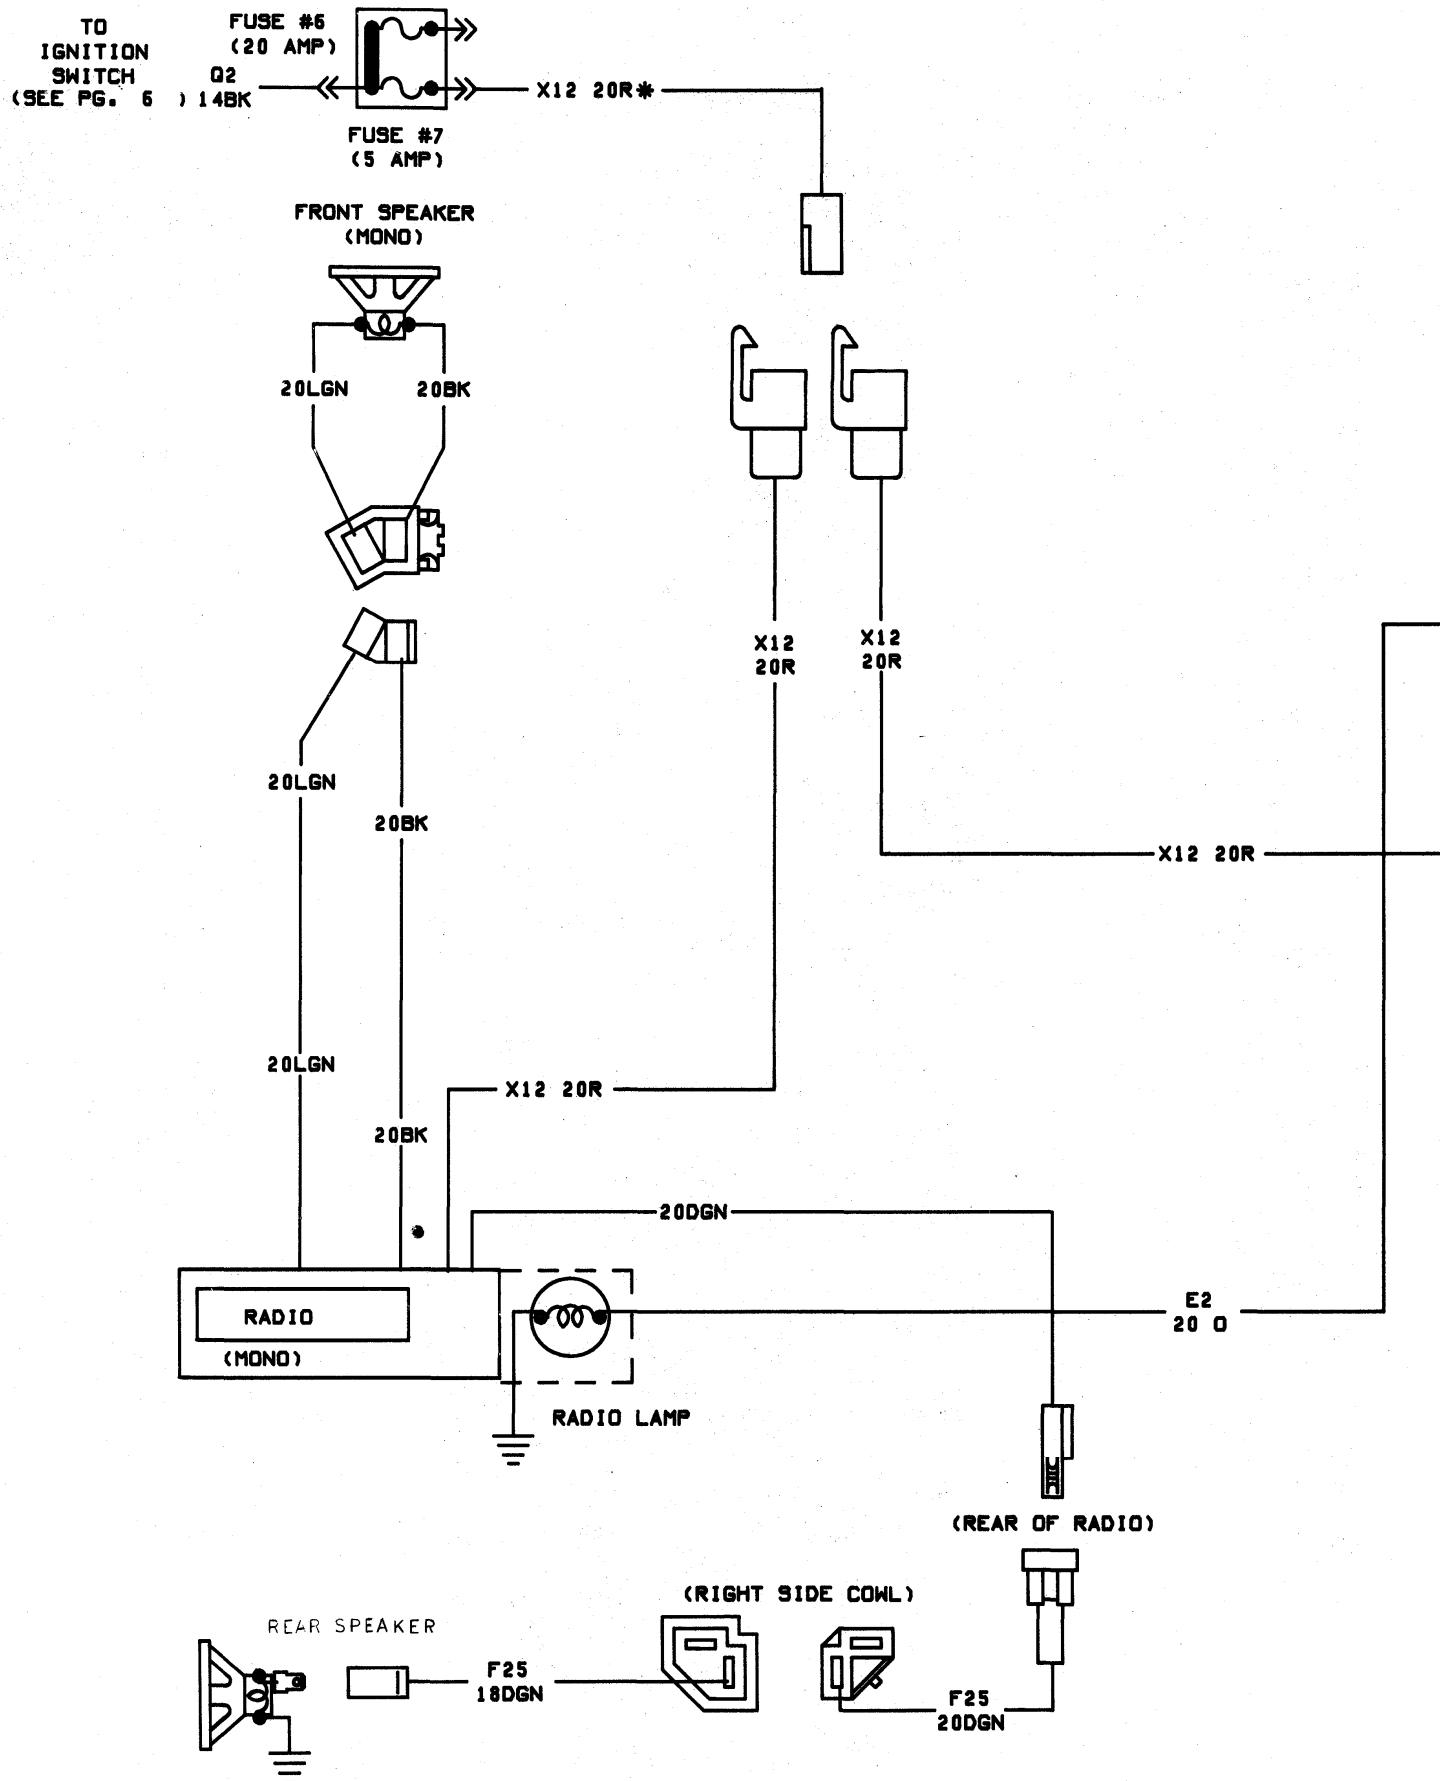 TO
IGNITION
SWITCH
(SEE PG. 6 )
Q2
14BK
FUSE #6
(20 AMP)
X12 20R*
FUSE #7
(5 AMP)
FRONT SPEAKER
(MONO)
20LGN
20BK
X12
20R
X12
20R
20LGN
20BK
X12 20R
20LGN
X12 20R
20BK
20DGN
E2
20 O
RADIO
(MONO)
RADIO LAMP
(REAR OF RADIO)
(RIGHT SIDE COWL)
REAR SPEAKER
F25
18DGN
F25
20DGN